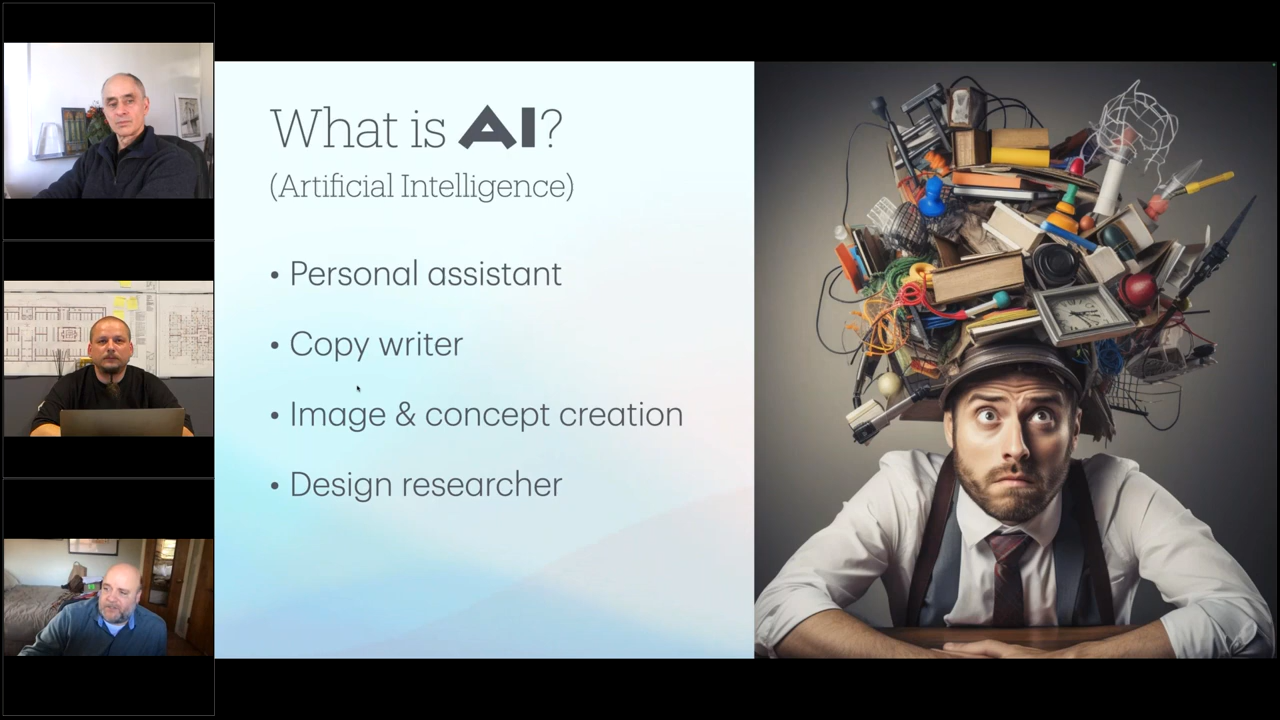 What is AI?
(Artificial Intelligence)
• Personal assistant
• Copy writer
• Image & concept creation
• Design researcher